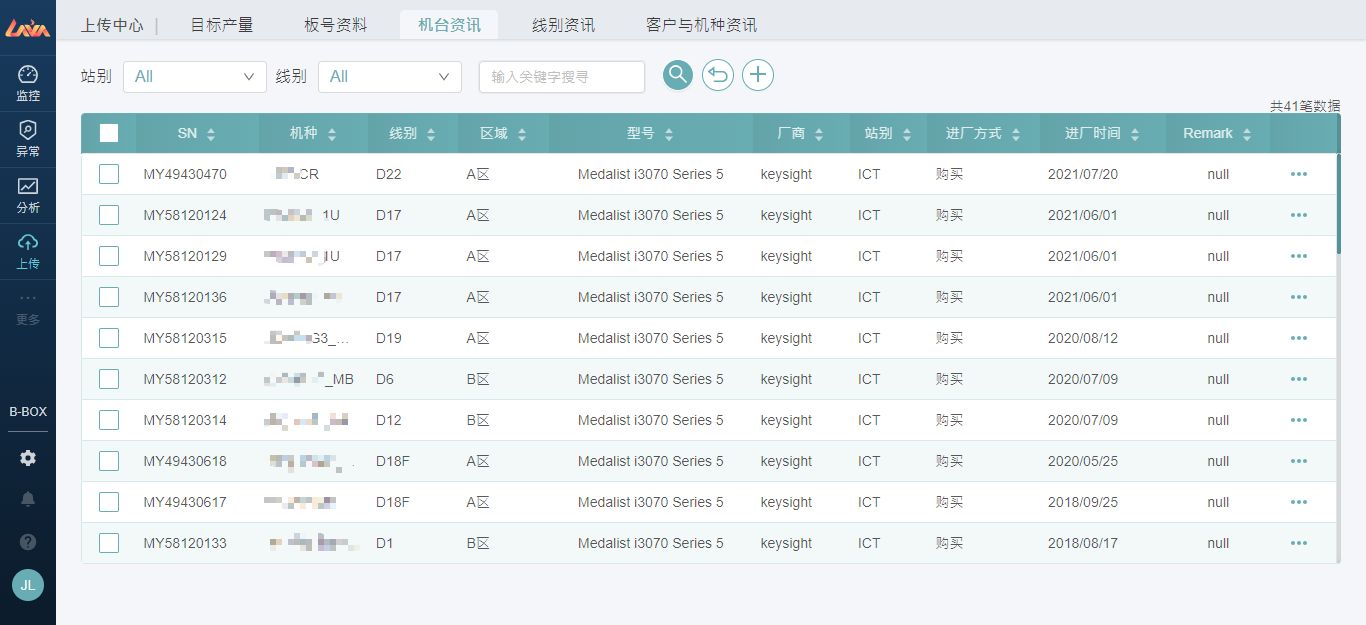 LAVA
上传中心 | 目标产量 板号资料 机台资讯 线别资讯 客户与机种资讯
站别 All 线别 All 输入关键字搜寻
共41笔数据
监控
异常
分析
上传
更多
B-BOX
JL
SN 机种 线别 区域 型号 厂商 站别 进厂方式 进厂时间 Remark
MY49430470 CR D22 A区 Medalist i3070 Series 5 keysight ICT 购买 2021/07/20 null
MY58120124 1U D17 A区 Medalist i3070 Series 5 keysight ICT 购买 2021/06/01 null
MY58120129 1U D17 A区 Medalist i3070 Series 5 keysight ICT 购买 2021/06/01 null
MY58120136 D17 A区 Medalist i3070 Series 5 keysight ICT 购买 2021/06/01 null
MY58120315 G3_... D19 A区 Medalist i3070 Series 5 keysight ICT 购买 2020/08/12 null
MY58120312 _MB D6 B区 Medalist i3070 Series 5 keysight ICT 购买 2020/07/09 null
MY58120314 D12 B区 Medalist i3070 Series 5 keysight ICT 购买 2020/07/09 null
MY49430618 D18F A区 Medalist i3070 Series 5 keysight ICT 购买 2020/05/25 null
MY49430617 D18F A区 Medalist i3070 Series 5 keysight ICT 购买 2018/09/25 null
MY58120133 D1 B区 Medalist i3070 Series 5 keysight ICT 购买 2018/08/17 null